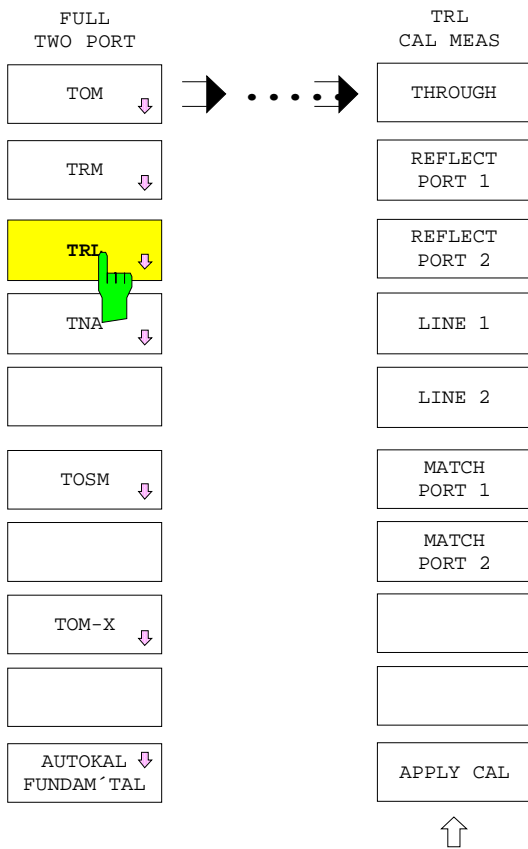 FULL
TWO PORT
TOM
TRM
TRL
TNA
TOSM
TOM-X
AUTOKAL
FUNDAM´TAL
TRL
CAL MEAS
THROUGH
REFLECT
PORT 1
REFLECT
PORT 2
LINE 1
LINE 2
MATCH
PORT 1
MATCH
PORT 2
APPLY CAL